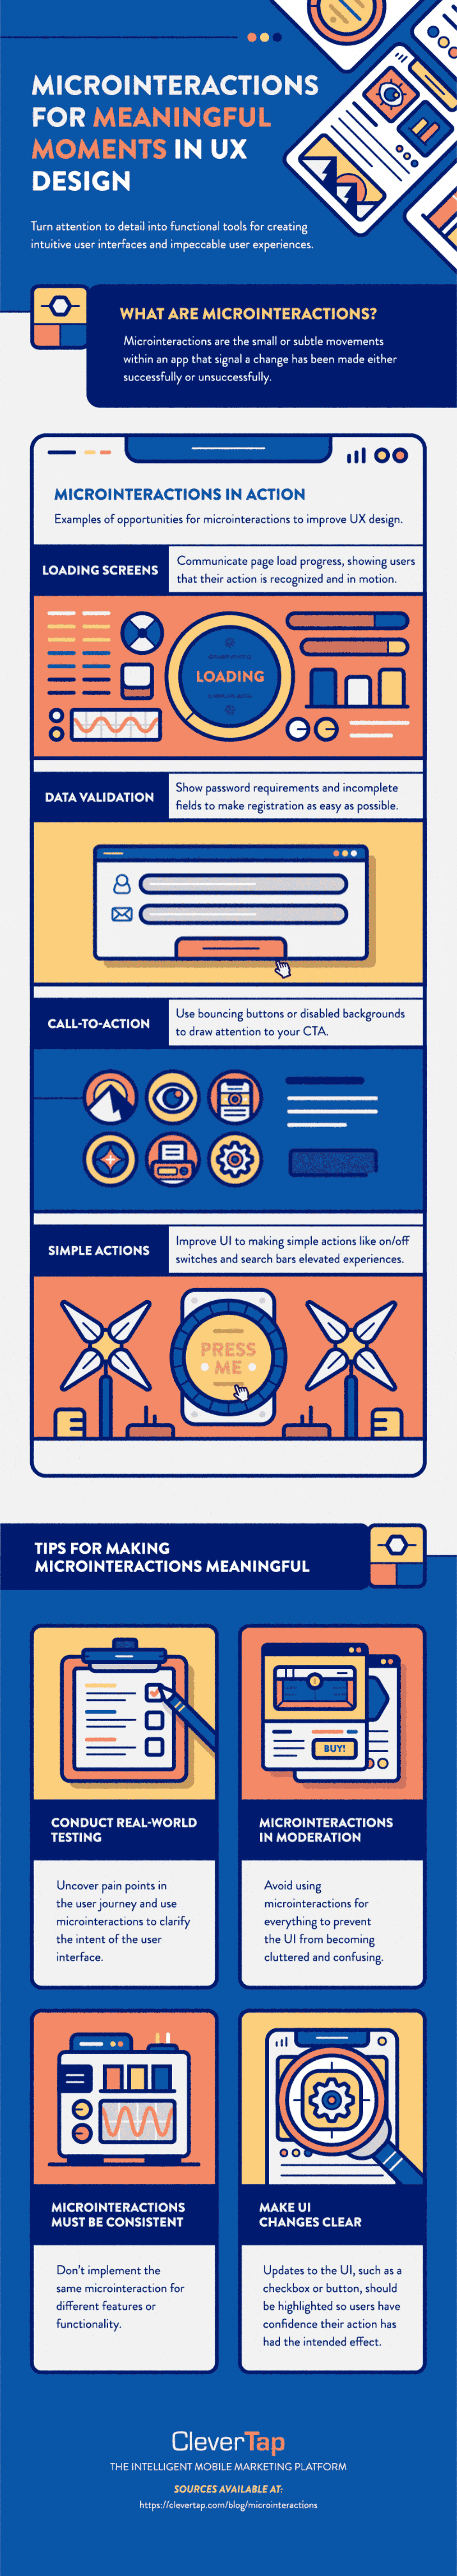 MICROINTERACTIONS
FOR MEANINGFUL
MOMENTS IN UX
DESIGN
Turn attention to detail into functional tools for creating
intuitive user interfaces and impeccable user experiences.
WHAT ARE MICROINTERACTIONS?
Microinteractions are the small or subtle movements
within an app that signal a change has been made either
successfully or unsuccessfully.
MICROINTERACTIONS IN ACTION
Examples of opportunities for microinteractions to improve UX design.
LOADING SCREENS
Communicate page load progress, showing users
that their action is recognized and in motion.
LOADING
DATA VALIDATION
Show password requirements and incomplete
fields to make registration as easy as possible.
CALL-TO-ACTION
Use bouncing buttons or disabled backgrounds
to draw attention to your CTA.
SIMPLE ACTIONS
Improve UI to making simple actions like on/off
switches and search bars elevated experiences.
PRESS
ME
TIPS FOR MAKING
MICROINTERACTIONS MEANINGFUL
CONDUCT REAL-WORLD
TESTING
Uncover pain points in
the user journey and use
microinteractions to clarify
the intent of the user
interface.
BUY!
MICROINTERACTIONS
IN MODERATION
Avoid using
microinteractions for
everything to prevent
the UI from becoming
cluttered and confusing.
MICROINTERACTIONS
MUST BE CONSISTENT
Don't implement the
same microinteraction for
different features or
functionality.
MAKE UI
CHANGES CLEAR
Updates to the UI, such as a
checkbox or button, should
be highlighted so users have
confidence their action has
had the intended effect.
CleverTap
THE INTELLIGENT MOBILE MARKETING PLATFORM
SOURCES AVAILABLE AT:
https://clevertap.com/blog/microinteractions